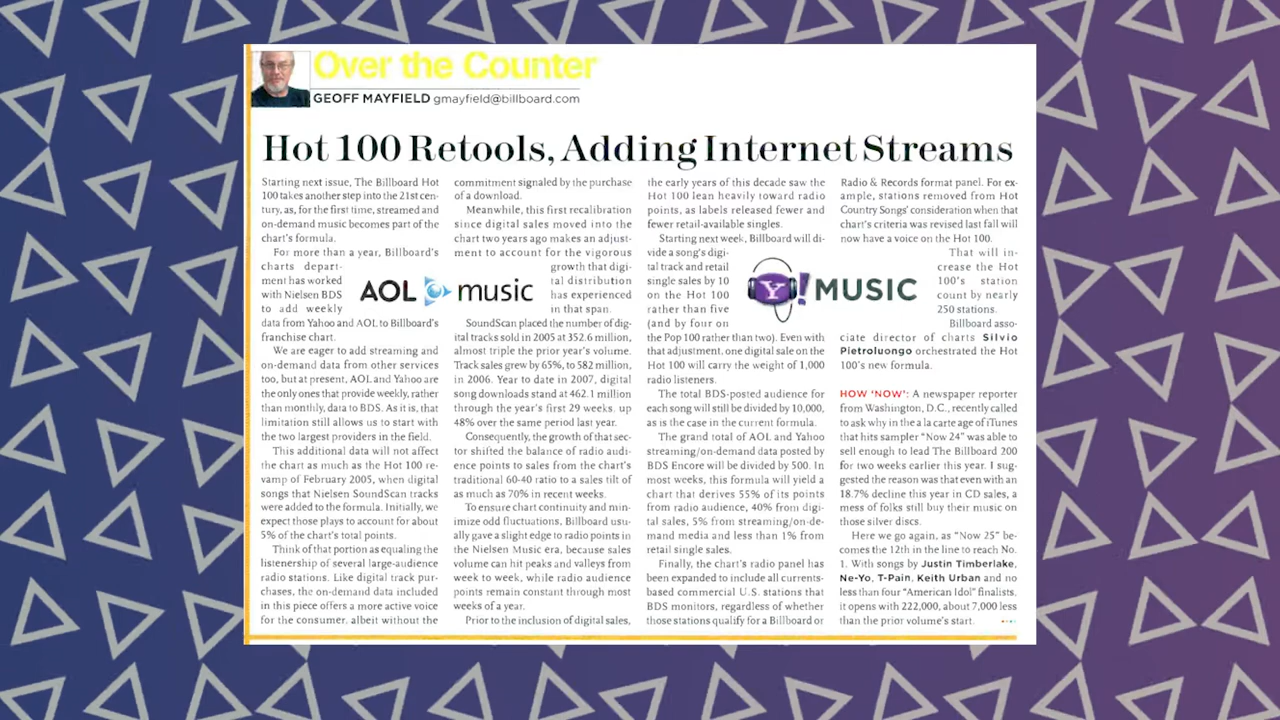 Over the Counter
GEOFF MAYFIELD gmayfield@billboard.com
Hot 100 Retools, Adding Internet Streams
Starting next issue, The Billboard Hot
100 takes another step into the 21st cen-
tury, as, for the first time, streamed and
on-demand music becomes part of the
chart's formula.
For more than a year, Billboard's
charts depart-
ment has worked
with Nielsen BDS
to add weekly
data from Yahoo and AOL to Billboard's
franchise chart.
We are eager to add streaming and
on-demand data from other services
too, but at present, AOL and Yahoo are
the only ones that provide weekly, rather
than monthly, data to BDS. As it is, that
limitation still allows us to start with
the two largest providers in the field.
This additional data will not affect
the chart as much as the Hot 100 re-
vamp of February 2005, when digital
songs that Nielsen SoundScan tracks
were added to the formula. Initially, we
expect those plays to account for about
5% of the chart's total points.
Think of that portion as equaling the
listenership of several large-audience
radio stations. Like digital track pur-
chases, the on-demand data included
in this piece offers a more active voice
for the consumer, albeit without the
AOL music
commitment signaled by the purchase
of a download.
Meanwhile, this first recalibration
since digital sales moved into the
chart two years ago makes an adjust-
ment to account for the vigorous
growth that digi-
tal distribution
has experienced
in that span.
SoundScan placed the number of dig-
ital tracks sold in 2005 at 352.6 million,
almost triple the prior year's volume.
Track sales grew by 65%, to 582 million,
in 2006. Year to date in 2007, digital
song downloads stand at 462.1 million
through the year's first 29 weeks, up
48% over the same period last year.
Consequently, the growth of that sec-
tor shifted the balance of radio audi-
ence points to sales from the chart's
traditional 60-40 ratio to a sales tilt of
as much as 70% in recent weeks.
To ensure chart continuity and min-
imize odd fluctuations, Billboard usu-
ally gave a slight edge to radio points in
the Nielsen Music era, because sales
volume can hit peaks and valleys from
week to week, while radio audience
points remain constant through most
weeks of a year.
Prior to the inclusion of digital sales,
the early years of this decade saw the
Hot 100 lean heavily toward radio
points, as labels released fewer and
fewer retail-available singles.
Starting next week, Billboard will di-
vide a song's digi-
tal track and retail
single sales by 10
on the Hot 100
rather than five
(and by four on
the Pop 100 rather than two). Even with
that adjustment, one digital sale on the
Hot 100 will carry the weight of 1,000
radio listeners.
The total BDS-posted audience for
each song will still be divided by 10,000,
as is the case in the current formula.
The grand total of AOL and Yahoo
streaming/on-demand data posted by
BDS Encore will be divided by 500. In
most weeks, this formula will yield a
chart that derives 55% of its points
from radio audience, 40% from digi-
tal sales, 5% from streaming/on-de-
mand media and less than 1% from
retail single sales.
Finally, the chart's radio panel has
been expanded to include all currents-
based commercial U.S. stations that
BDS monitors, regardless of whether
those stations qualify for a Billboard or
Y! MUSIC
Radio & Records format panel. For ex-
ample, stations removed from Hot
Country Songs' consideration when that
chart's criteria was revised last fall will
now have a voice on the Hot 100.
That will in-
crease the Hot
100's station
count by nearly
250 stations.
Billboard asso-
ciate director of charts Silvio
Pietroluongo orchestrated the Hot
100's new formula.
HOW 'NOW': A newspaper reporter
from Washington, D.C., recently called
to ask why in the a la carte age of iTunes
that hits sampler "Now 24" was able to
sell enough to lead The Billboard 200
for two weeks earlier this year. I sug-
gested the reason was that even with an
18.7% decline this year in CD sales, a
mess of folks still buy their music on
those silver discs.
Here we go again, as "Now 25" be-
comes the 12th in the line to reach No.
1. With songs by Justin Timberlake,
Ne-Yo, T-Pain, Keith Urban and no
less than four "American Idol" finalists,
it opens with 222,000, about 7,000 less
than the prior volume's start.